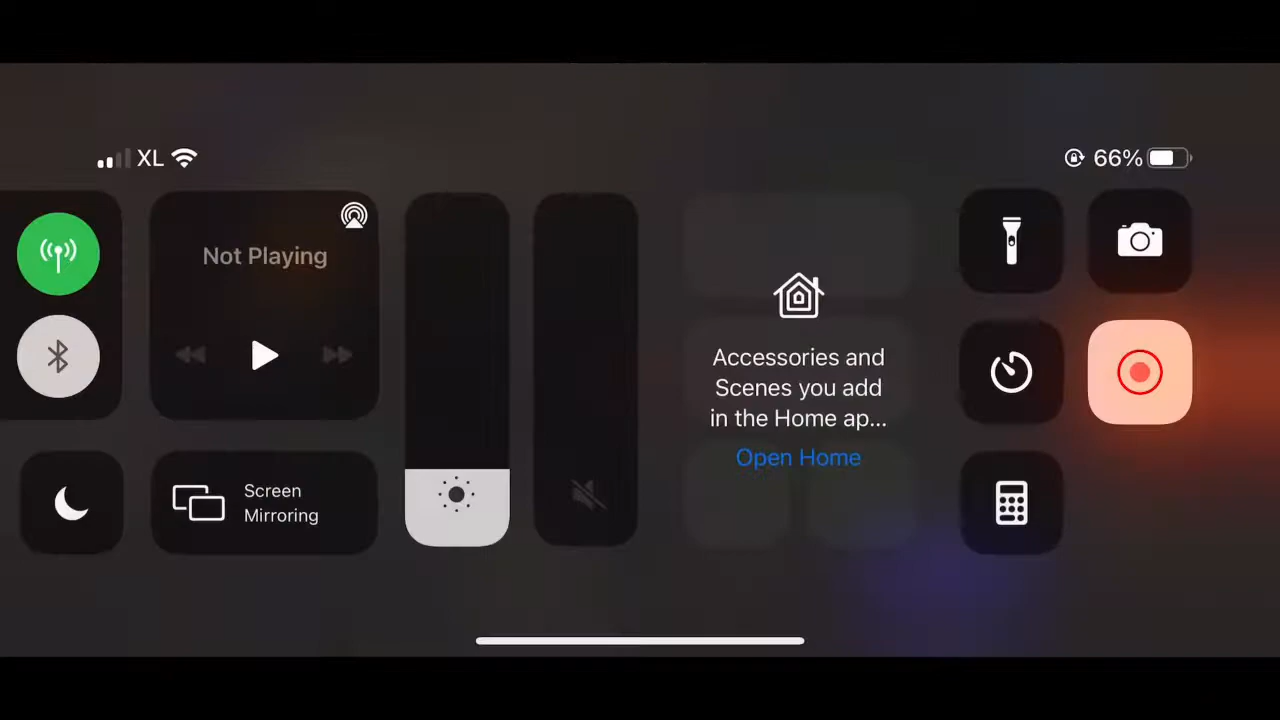 XL
66%
Not Playing
Accessories and
Scenes you add
in the Home ap...
Open Home
Screen
Mirroring